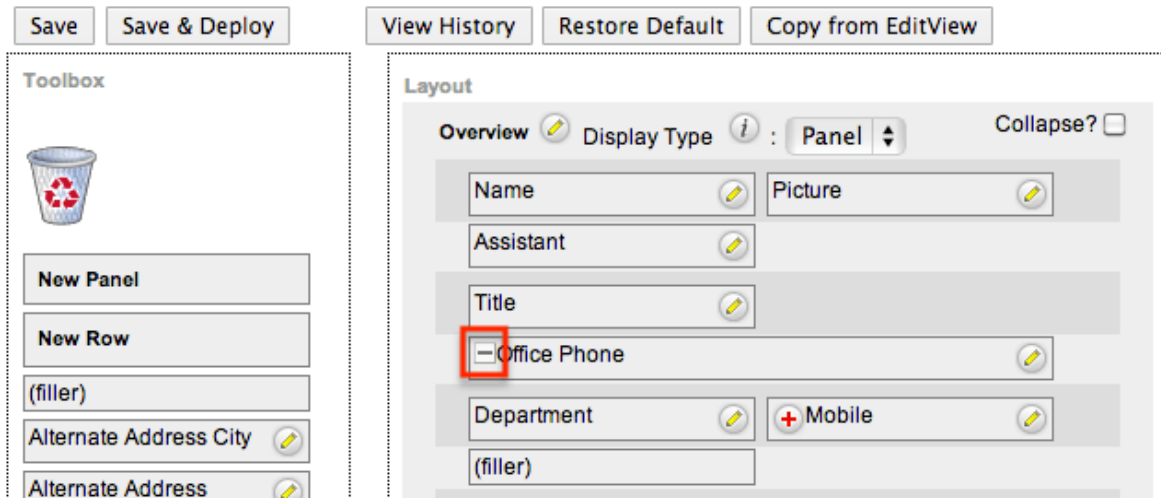 Save Save & Deploy View History Restore Default Copy from EditView
Toolbox
New Panel
New Row
(filler)
Alternate Address City
Alternate Address
Layout
Overview Display Type i : Panel Collapse?
Name Picture
Assistant
Title
Office Phone
Department Mobile
(filler)